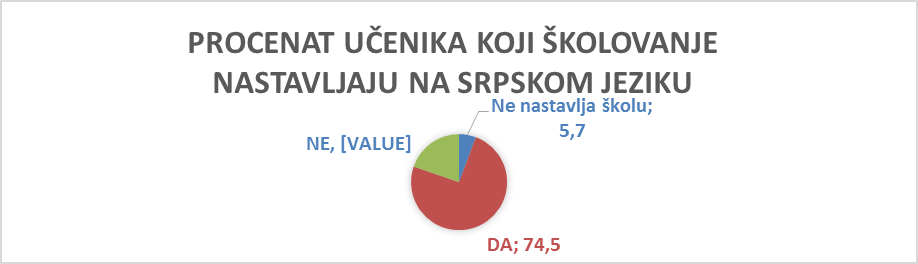 PROCENAT UČENIKA KOJI ŠKOLOVANJE
NASTAVLJAJU NA SRPSKOM JEZIKU
Ne nastavlja školu;
5,7
NE, [VALUE]
DA; 74,5